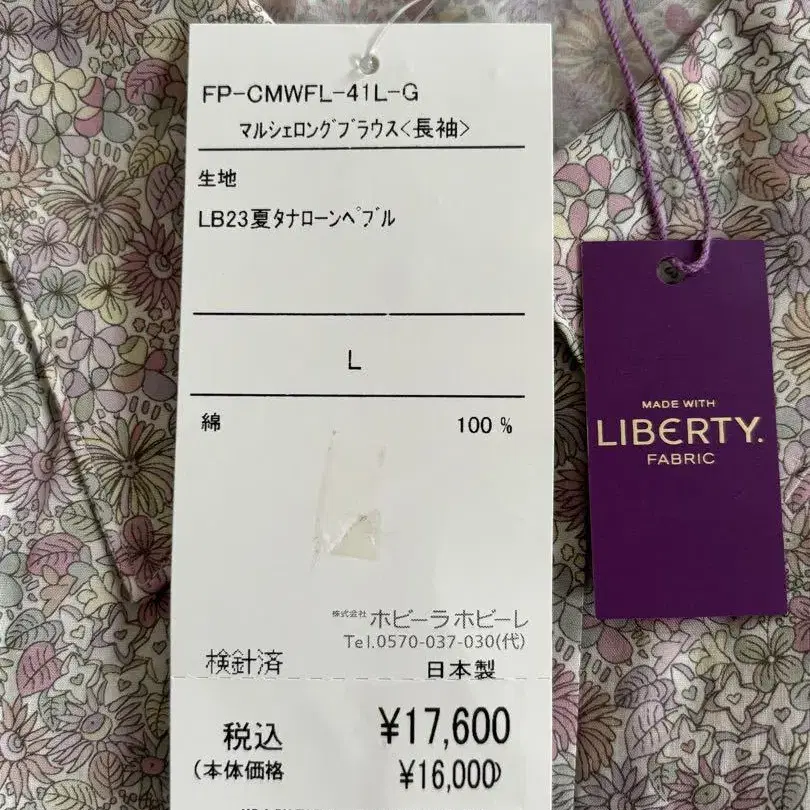 FP-CMWFL-41L-G
ﾏﾙｼｪﾛﾝｸﾞﾌﾞﾗｳｽ<長袖>
生地
LB23夏ﾀﾅﾛｰﾝﾍﾟﾌﾞﾙ
L
綿 100 %
株式会社 ホビーラホビーレ
Tel.0570-037-030(代)
検針済 日本製
税込 ¥17,600
(本体価格 ¥16,000)
MADE WITH
LIBERTY.
FABRIC